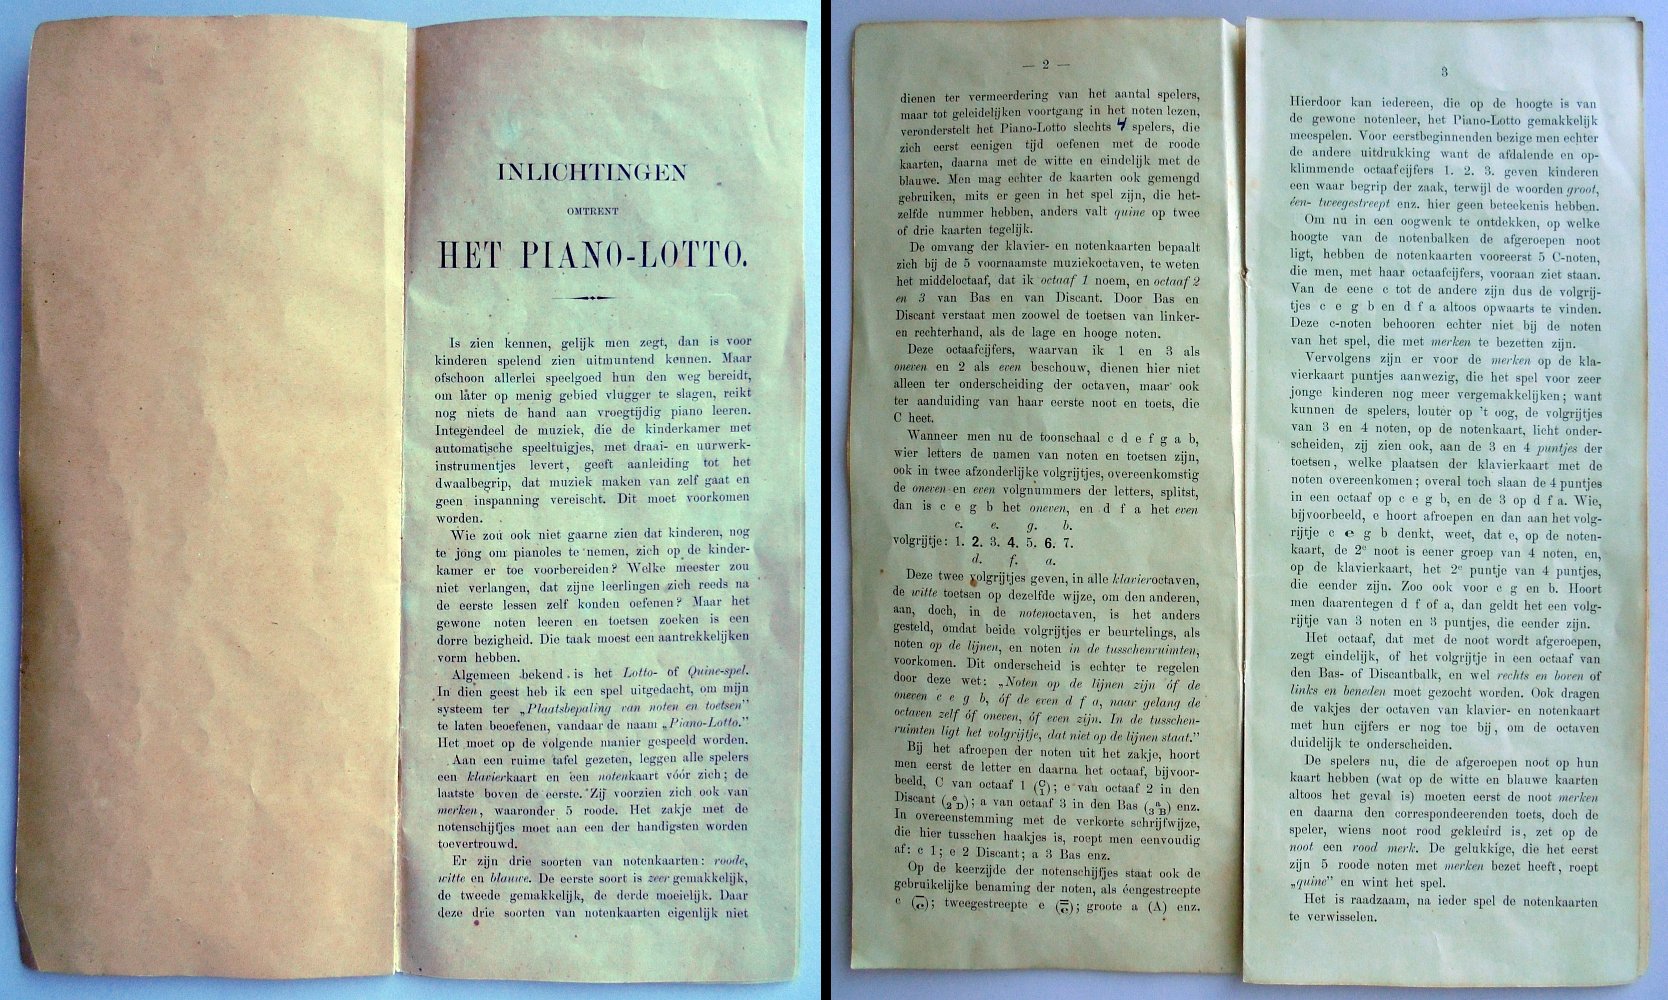 INLICHTINGEN
OMTRENT
HET PIANO-LOTTO.
Is zien kennen, gelijk men zegt, dan is voor
kinderen spelend zien uitmuntend kennen. Maar
ofschoon allerlei speelgoed hun den weg bereidt,
om later op menig gebied vlugger te slagen, reikt
nog niets de hand aan vroegtijdig piano leeren.
Integendeel de muziek, die de kinderkamer met
automatische speeltuigjes, met draai- en uurwerk-
instrumentjes levert, geeft aanleiding tot het
dwaalbegrip, dat muziek maken van zelf gaat en
geen inspanning vereischt. Dit moet voorkomen
worden.
Wie zou ook niet gaarne zien dat kinderen, nog
te jong om pianoles te nemen, zich op de kinder-
kamer er toe voorbereiden? Welke meester zou
niet verlangen, dat zijne leerlingen zich reeds na
de eerste lessen zelf konden oefenen? Maar het
gewone noten leeren en toetsen zoeken is een
dorre bezigheid. Die taak moest een aantrekkelijken
vorm hebben.
Algemeen bekend is het Lotto- of Quine-spel.
In dien geest heb ik een spel uitgedacht, om mijn
systeem ter „Plaatsbepaling van noten en toetsen"
te laten beoefenen, vandaar de naam „Piano-Lotto."
Het moet op de volgende manier gespeeld worden.
Aan een ruime tafel gezeten, leggen alle spelers
een klavierkaart en een notenkaart vóór zich; de
laatste boven de eerste. Zij voorzien zich ook van
merken, waaronder 5 roode. Het zakje met de
notenschijfjes moet aan een der handigsten worden
toevertrouwd.
Er zijn drie soorten van notenkaarten: roode,
witte en blauwe. De eerste soort is zeer gemakkelijk,
de tweede gemakkelijk, de derde moeielijk. Daar
deze drie soorten van notenkaarten eigenlijk niet
— 2 —
dienen ter vermeerdering van het aantal spelers,
maar tot geleidelijken voortgang in het noten lezen,
veronderstelt het Piano-Lotto slechts 4 spelers, die
zich eerst eenigen tijd oefenen met de roode
kaarten, daarna met de witte en eindelijk met de
blauwe. Men mag echter de kaarten ook gemengd
gebruiken, mits er geen in het spel zijn, die het-
zelfde nummer hebben, anders valt quine op twee
of drie kaarten tegelijk.
De omvang der klavier- en notenkaarten bepaalt
zich bij de 5 voornaamste muziekoctaven, te weten
het middeloctaaf, dat ik octaaf 1 noem, en octaaf 2
en 3 van Bas en van Discant. Door Bas en
Discant verstaat men zoowel de toetsen van linker-
en rechterhand, als de lage en hooge noten.
Deze octaafcijfers, waarvan ik 1 en 3 als
oneven en 2 als even beschouw, dienen hier niet
alleen ter onderscheiding der octaven, maar ook
ter aanduiding van haar eerste noot en toets, die
C heet.
Wanneer men nu de toonschaal c d e f g a b,
wier letters de namen van noten en toetsen zijn,
ook in twee afzonderlijke volgrijtjes, overeenkomstig
de oneven en even volgnummers der letters, splitst,
dan is c e g b het oneven, en d f a het even
c. e. g. b.
volgrijtje: 1. 2. 3. 4. 5. 6. 7.
d. f. a.
Deze twee volgrijtjes geven, in alle klavieroctaven,
de witte toetsen op dezelfde wijze, om den anderen,
aan, doch, in de notenoctaven, is het anders
gesteld, omdat beide volgrijtjes er beurtelings, als
noten op de lijnen, en noten in de tusschenruimten,
voorkomen. Dit onderscheid is echter te regelen
door deze wet: „Noten op de lijnen zijn óf de
oneven c e g b, óf de even d f a, naar gelang de
octaven zelf óf oneven, óf even zijn. In de tusschen-
ruimten ligt het volgrijtje, dat niet op de lijnen staat."
Bij het afroepen der noten uit het zakje, hoort
men eerst de letter en daarna het octaaf, bijvoor-
beeld, C van octaaf 1 (C1); e van octaaf 2 in den
Discant (2eD); a van octaaf 3 in den Bas (3aB) enz.
In overeenstemming met de verkorte schrijfwijze,
die hier tusschen haakjes is, roept men eenvoudig
af: c 1; e 2 Discant; a 3 Bas enz.
Op de keerzijde der notenschijfjes staat ook de
gebruikelijke benaming der noten, als ééngestreepte
c (c̅); tweegestreepte e (e̿); groote a (A) enz.
3
Hierdoor kan iedereen, die op de hoogte is van
de gewone notenleer, het Piano-Lotto gemakkelijk
meespelen. Voor eerstbeginnenden bezige men echter
de andere uitdrukking want de afdalende en op-
klimmende octaafcijfers 1. 2. 3. geven kinderen
een waar begrip der zaak, terwijl de woorden groot,
één- tweegestreept enz. hier geen beteekenis hebben.
Om nu in een oogwenk te ontdekken, op welke
hoogte van de notenbalken de afgeroepen noot
ligt, hebben de notenkaarten vooreerst 5 C-noten,
die men, met haar octaafcijfers, vooraan ziet staan.
Van de eene c tot de andere zijn dus de volgrij-
tjes c e g b en d f a altoos opwaarts te vinden.
Deze c-noten behooren echter niet bij de noten
van het spel, die met merken te bezetten zijn.
Vervolgens zijn er voor de merken op de kla-
vierkaart puntjes aanwezig, die het spel voor zeer
jonge kinderen nog meer vergemakkelijken; want
kunnen de spelers, louter op 't oog, de volgrijtjes
van 3 en 4 noten, op de notenkaart, licht onder-
scheiden, zij zien ook, aan de 3 en 4 puntjes der
toetsen, welke plaatsen der klavierkaart met de
noten overeenkomen; overal toch slaan de 4 puntjes
in een octaaf op c e g b, en de 3 op d f a. Wie,
bijvoorbeeld, e hoort afroepen en dan aan het volg-
rijtje c e g b denkt, weet, dat e, op de noten-
kaart, de 2e noot is eener groep van 4 noten, en,
op de klavierkaart, het 2e puntje van 4 puntjes,
die eender zijn. Zoo ook voor c g en b. Hoort
men daarentegen d f of a, dan geldt het een volg-
rijtje van 3 noten en 3 puntjes, die eender zijn.
Het octaaf, dat met de noot wordt afgeroepen,
zegt eindelijk, of het volgrijtje in een octaaf van
den Bas- of Discantbalk, en wel rechts en boven of
links en beneden moet gezocht worden. Ook dragen
de vakjes der octaven van klavier- en notenkaart
met hun cijfers er nog toe bij, om de octaven
duidelijk te onderscheiden.
De spelers nu, die de afgeroepen noot op hun
kaart hebben (wat op de witte en blauwe kaarten
altoos het geval is) moeten eerst de noot merken
en daarna den correspondeerenden toets, doch de
speler, wiens noot rood gekleurd is, zet op de
noot een rood merk. De gelukkige, die het eerst
zijn 5 roode noten met merken bezet heeft, roept
„quine" en wint het spel.
Het is raadzaam, na ieder spel de notenkaarten
te verwisselen.